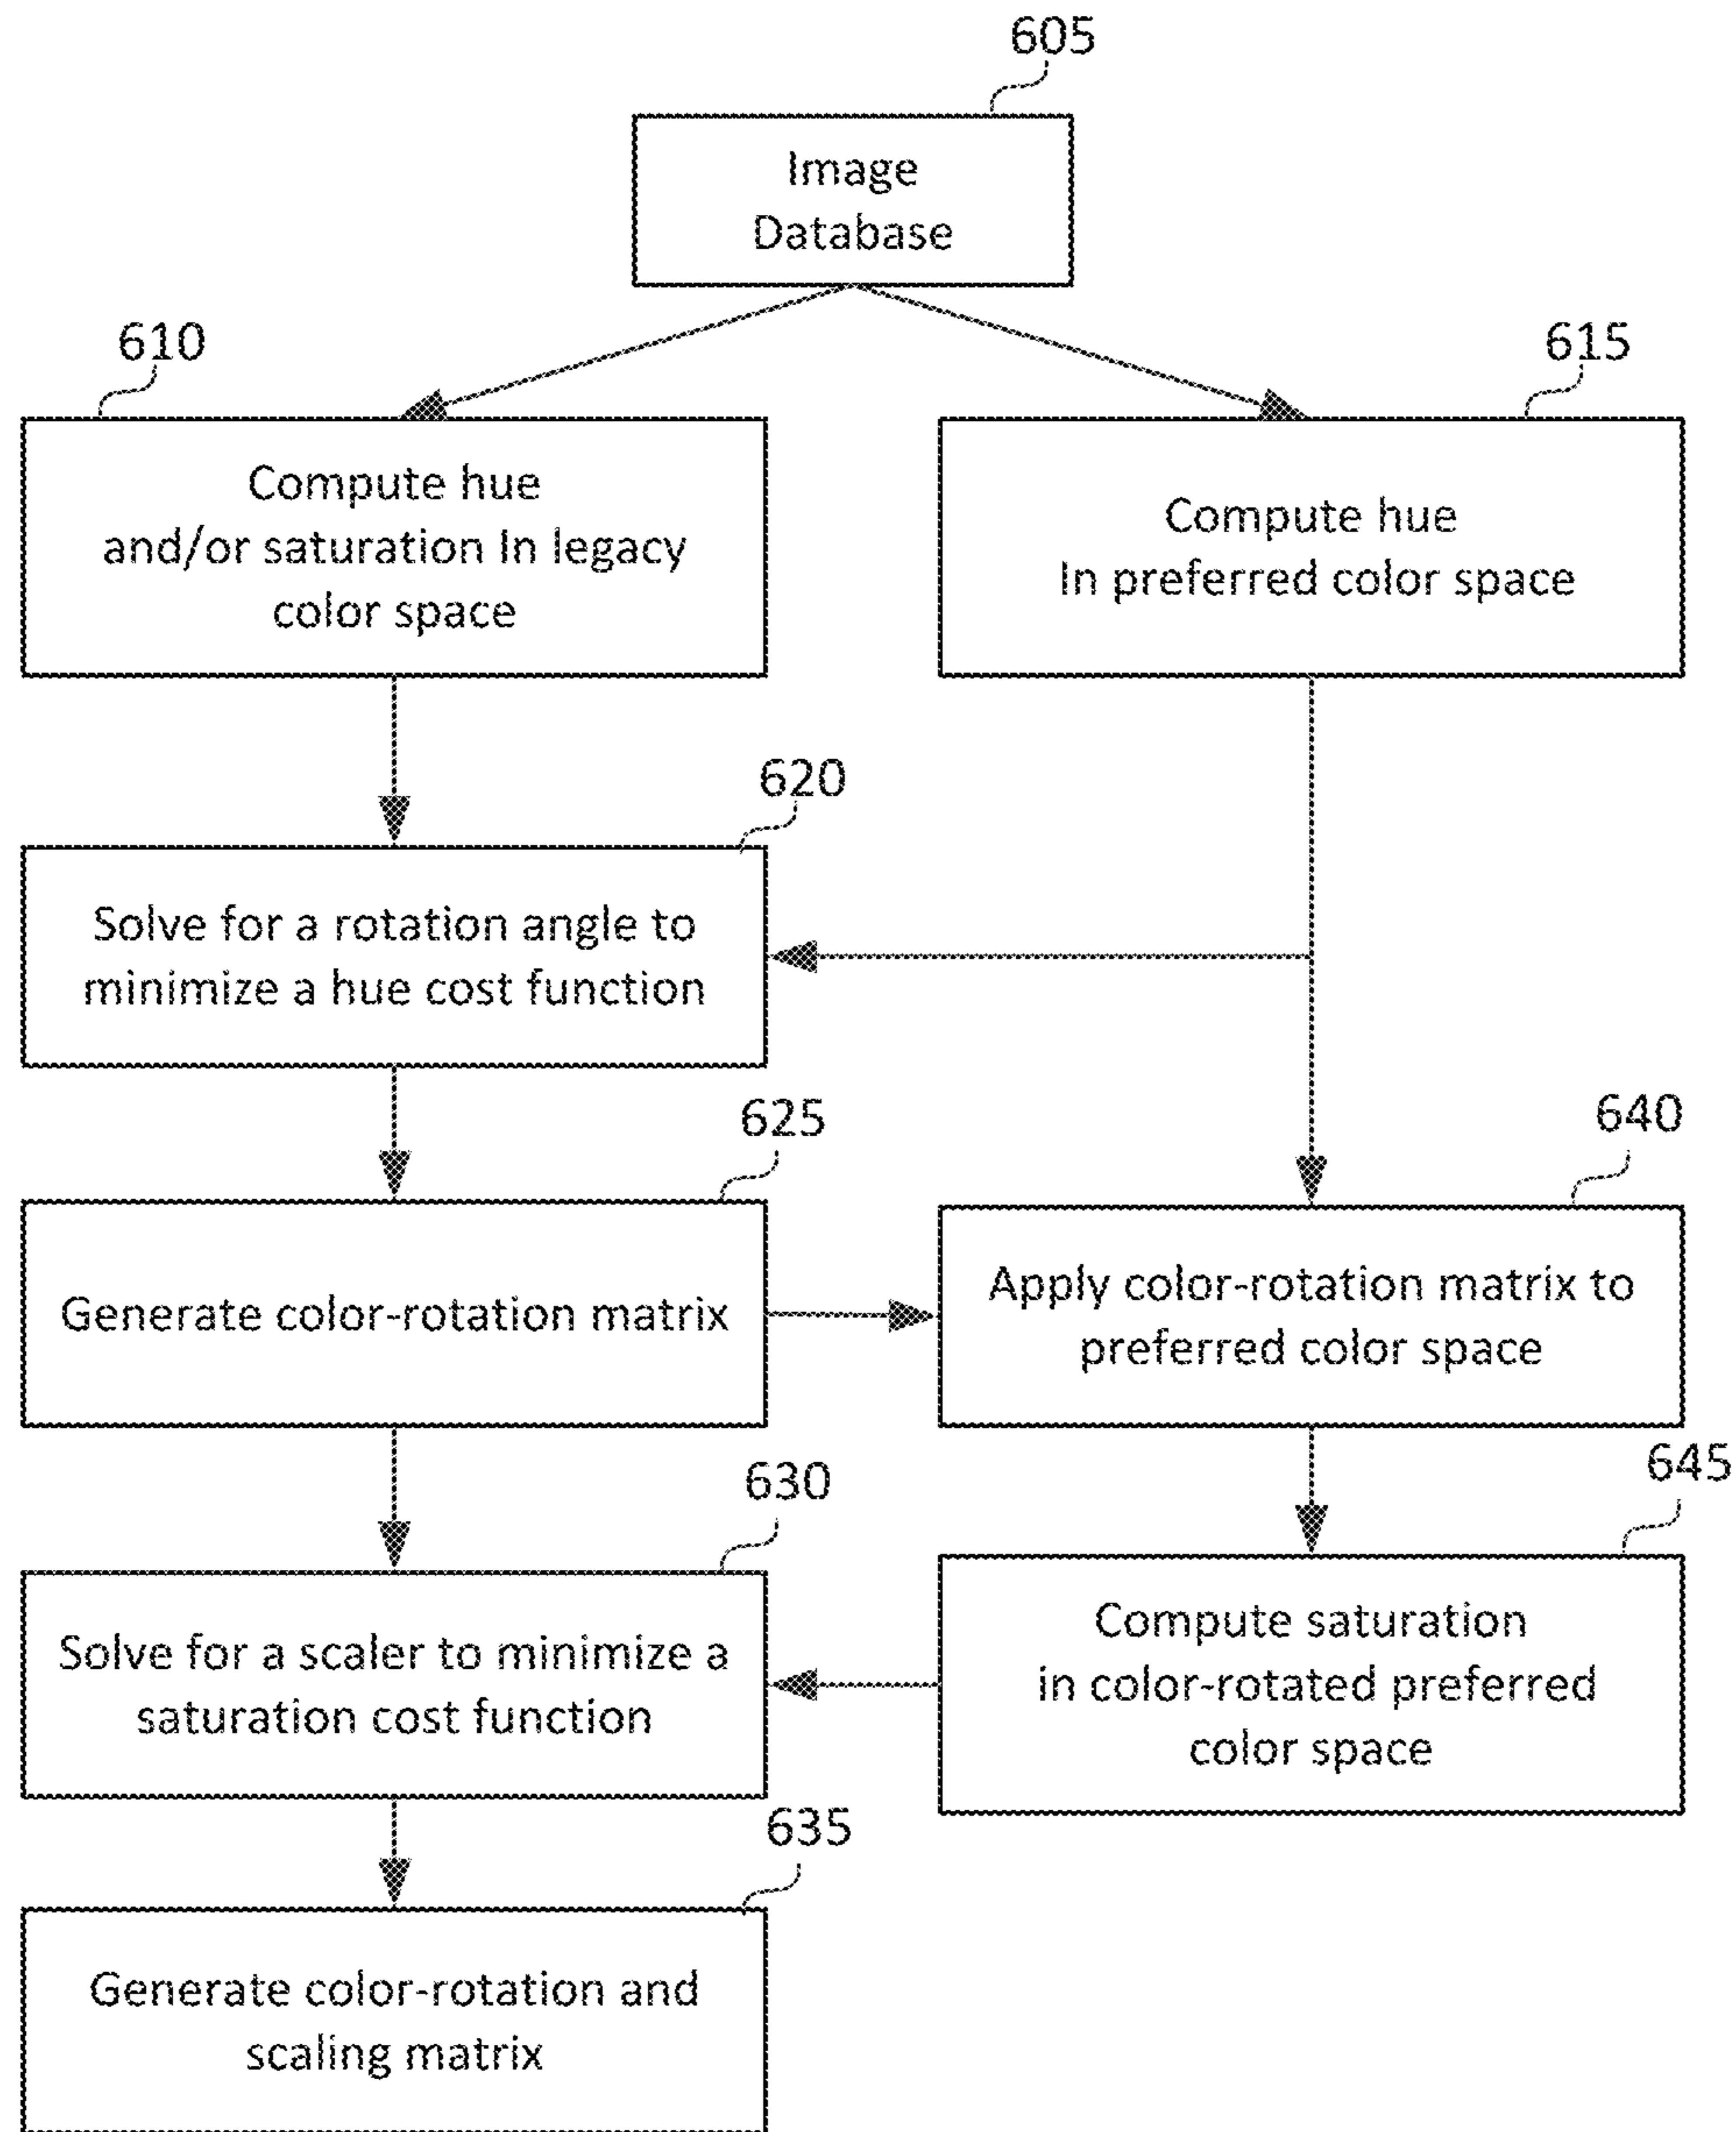 605
Image
Database
610
615
Compute hue
and/or saturation In legacy
color space
Compute hue
In preferred color space
620
Solve for a rotation angle to
minimize a hue cost function
625
640
Generate color-rotation matrix
Apply color-rotation matrix to
preferred color space
630
645
Solve for a scaler to minimize a
saturation cost function
Compute saturation
in color-rotated preferred
color space
635
Generate color-rotation and
scaling matrix